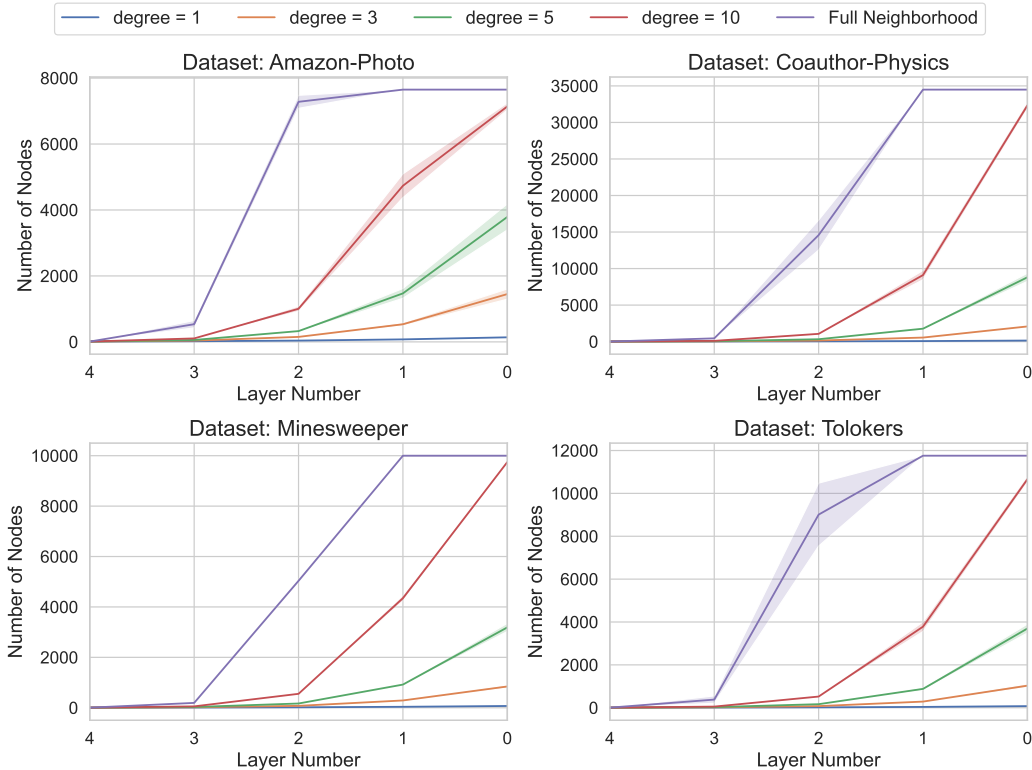 degree = 1 degree = 3 degree = 5 degree = 10 Full Neighborhood
Dataset: Amazon-Photo
8000
6000
4000
2000
0
Number of Nodes
4 3 2 1 0
Layer Number
Dataset: Coauthor-Physics
35000
30000
25000
20000
15000
10000
5000
0
Number of Nodes
4 3 2 1 0
Layer Number
Dataset: Minesweeper
10000
8000
6000
4000
2000
0
Number of Nodes
4 3 2 1 0
Layer Number
Dataset: Tolokers
12000
10000
8000
6000
4000
2000
0
Number of Nodes
4 3 2 1 0
Layer Number